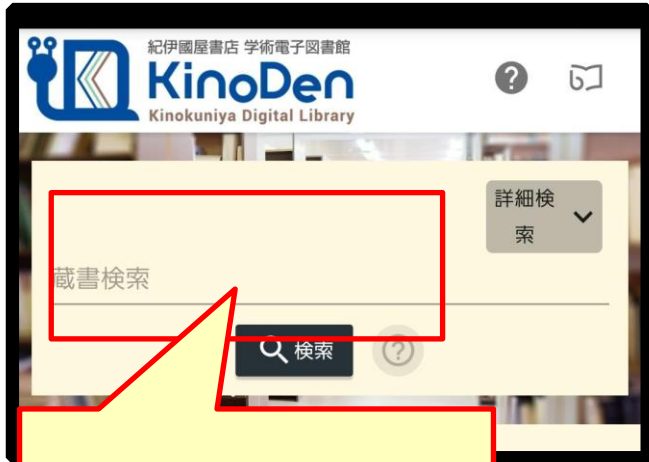 紀伊國屋書店 学術電子図書館
KinoDen
Kinokuniya Digital Library
詳細検
索
蔵書検索
検索